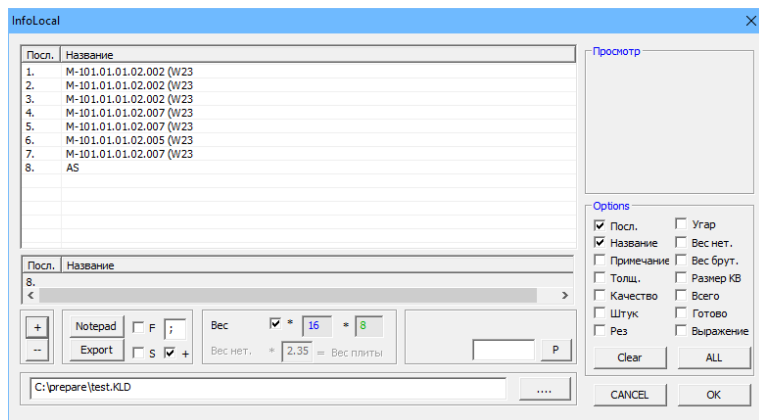 InfoLocal
Посл. Название
1. M-101.01.01.02.002 (W23
2. M-101.01.01.02.002 (W23
3. M-101.01.01.02.002 (W23
4. M-101.01.01.02.007 (W23
5. M-101.01.01.02.007 (W23
6. M-101.01.01.02.005 (W23
7. M-101.01.01.02.007 (W23
8. AS
Посл. Название
8.
+ Notepad F ; Вес * 16 * 8
-- Export S + Вес нет. * 2.35 = Вес плиты P
C:\prepare\test.KLD ....
Просмотр
Options
Посл. Угар
Название Вес нет.
Примечание Вес брут.
Толщ. Размер КВ
Качество Всего
Штук Готово
Рез Выражение
Clear ALL
CANCEL OK